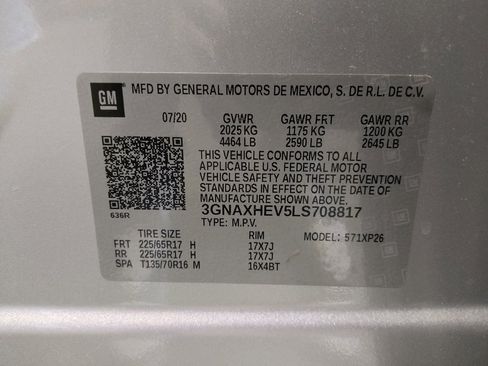 GM
MFD BY GENERAL MOTORS DE MEXICO, S. DE R.L. DE C.V.
07/20 GVWR GAWR FRT GAWR RR
2025 KG 1175 KG 1200 KG
4464 LB 2590 LB 2645 LB
THIS VEHICLE CONFORMS TO ALL
APPLICABLE U.S. FEDERAL MOTOR
VEHICLE SAFETY AND THEFT PREVENTION
STANDARDS IN EFFECT ON THE DATE OF
MANUFACTURE SHOWN ABOVE.
3GNAXHEV5LS708817
636R
TYPE: M.P.V. MODEL: 571XP26
TIRE SIZE RIM
FRT 225/65R17 H 17X7J
RR 225/65R17 H 17X7J
SPA T135/70R16 M 16X4BT